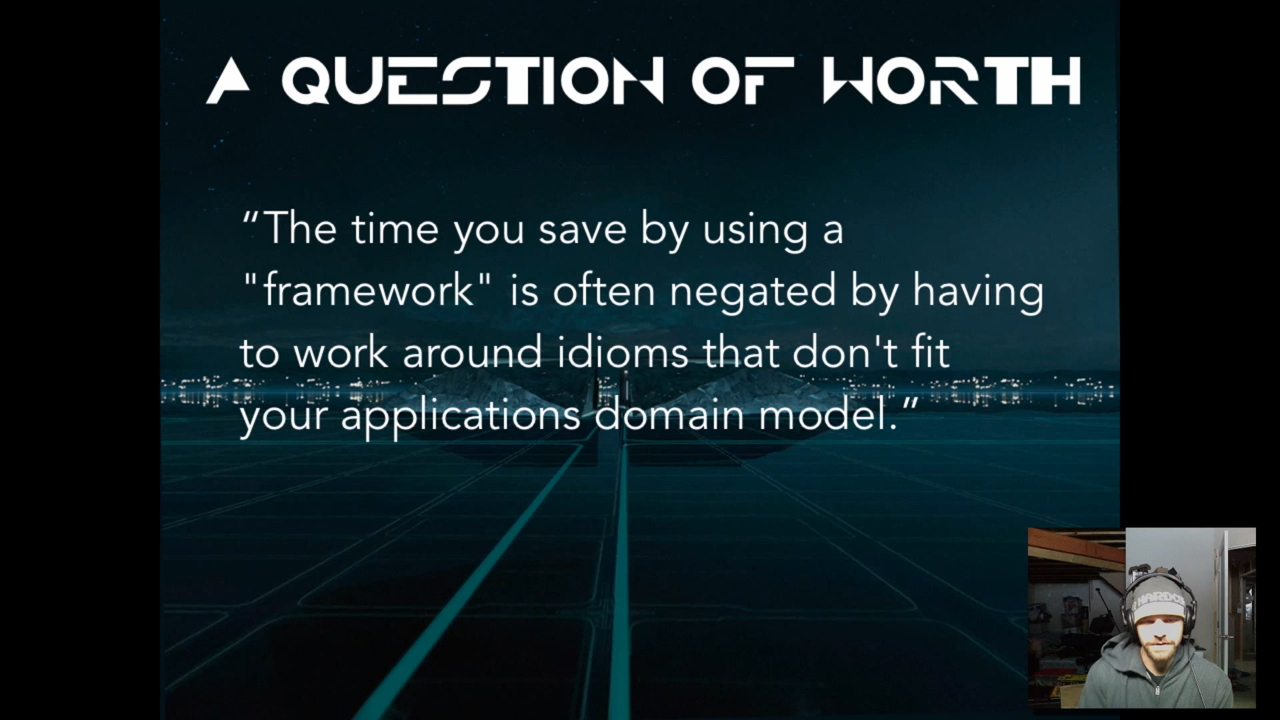 A QUESTION OF WORTH
“The time you save by using a
"framework" is often negated by having
to work around idioms that don't fit
your applications domain model.”